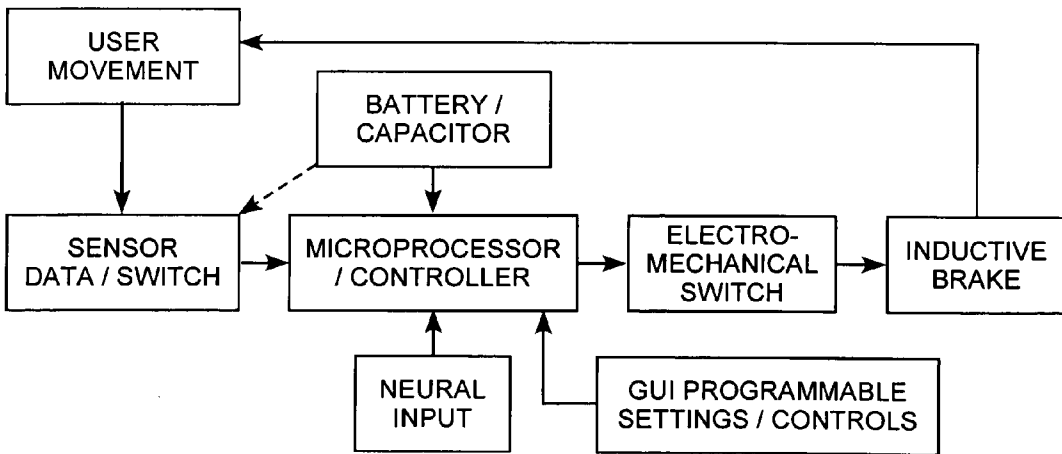 USER
MOVEMENT
BATTERY /
CAPACITOR
SENSOR
DATA / SWITCH
MICROPROCESSOR
/ CONTROLLER
ELECTRO-
MECHANICAL
SWITCH
INDUCTIVE
BRAKE
NEURAL
INPUT
GUI PROGRAMMABLE
SETTINGS / CONTROLS